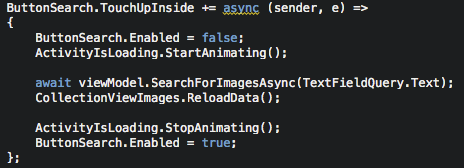 ButtonSearch.TouchUpInside += async (sender, e) =>
{
    ButtonSearch.Enabled = false;
    ActivityIsLoading.StartAnimating();

    await viewModel.SearchForImagesAsync(TextFieldQuery.Text);
    CollectionViewImages.ReloadData();

    ActivityIsLoading.StopAnimating();
    ButtonSearch.Enabled = true;
};